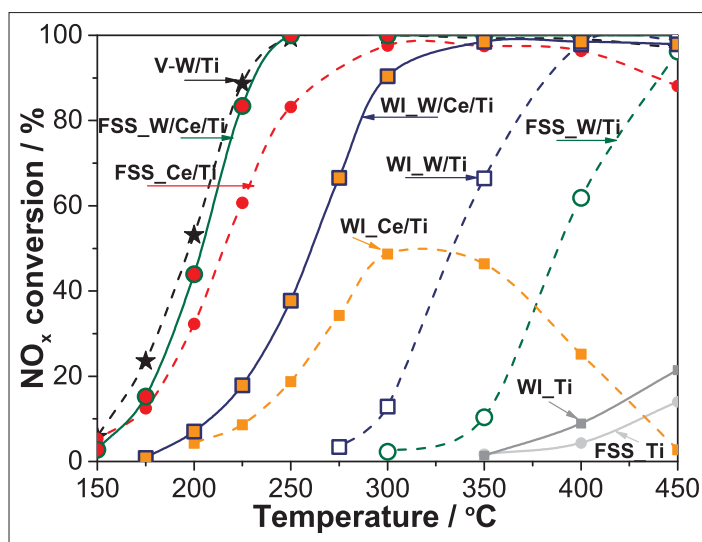 100
80
60
40
20
0
NOx conversion / %
V-W/Ti
FSS_W/Ce/Ti
FSS_Ce/Ti
WI_W/Ce/Ti
WI_W/Ti
FSS_W/Ti
WI_Ce/Ti
WI_Ti
FSS_Ti
150 200 250 300 350 400 450
Temperature / °C